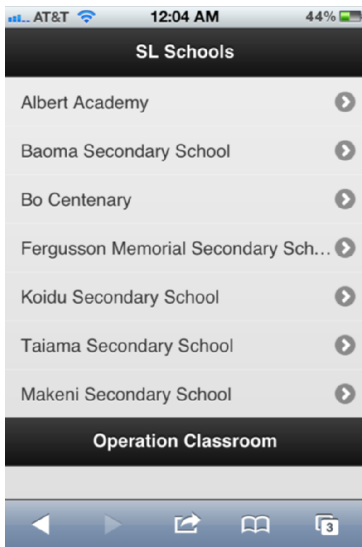 AT&T 12:04 AM 44%
SL Schools
Albert Academy
Baoma Secondary School
Bo Centenary
Fergusson Memorial Secondary Sch...
Koidu Secondary School
Taiama Secondary School
Makeni Secondary School
Operation Classroom
3